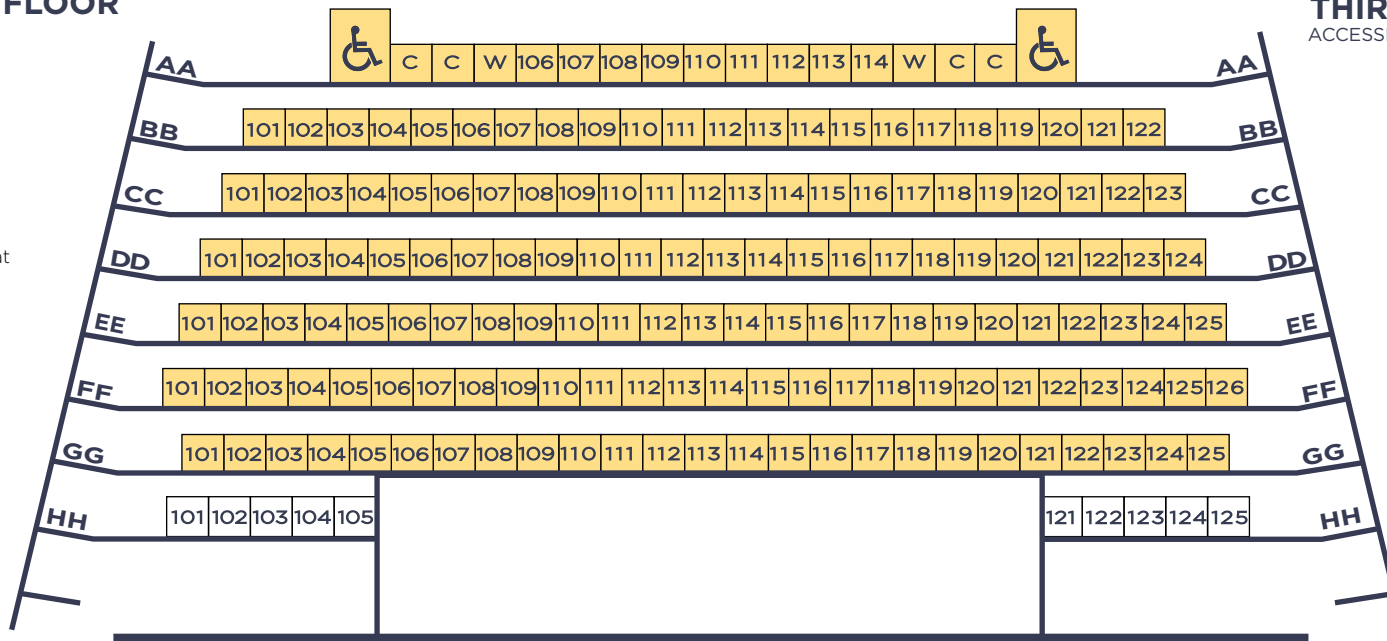 FLOOR
THIR
ACCESSI
at
AA C C W 106 107 108 109 110 111 112 113 114 W C C AA
BB 101 102 103 104 105 106 107 108 109 110 111 112 113 114 115 116 117 118 119 120 121 122 BB
CC 101 102 103 104 105 106 107 108 109 110 111 112 113 114 115 116 117 118 119 120 121 122 123 CC
DD 101 102 103 104 105 106 107 108 109 110 111 112 113 114 115 116 117 118 119 120 121 122 123 124 DD
EE 101 102 103 104 105 106 107 108 109 110 111 112 113 114 115 116 117 118 119 120 121 122 123 124 125 EE
FF 101 102 103 104 105 106 107 108 109 110 111 112 113 114 115 116 117 118 119 120 121 122 123 124 125 126 FF
GG 101 102 103 104 105 106 107 108 109 110 111 112 113 114 115 116 117 118 119 120 121 122 123 124 125 GG
HH 101 102 103 104 105 121 122 123 124 125 HH